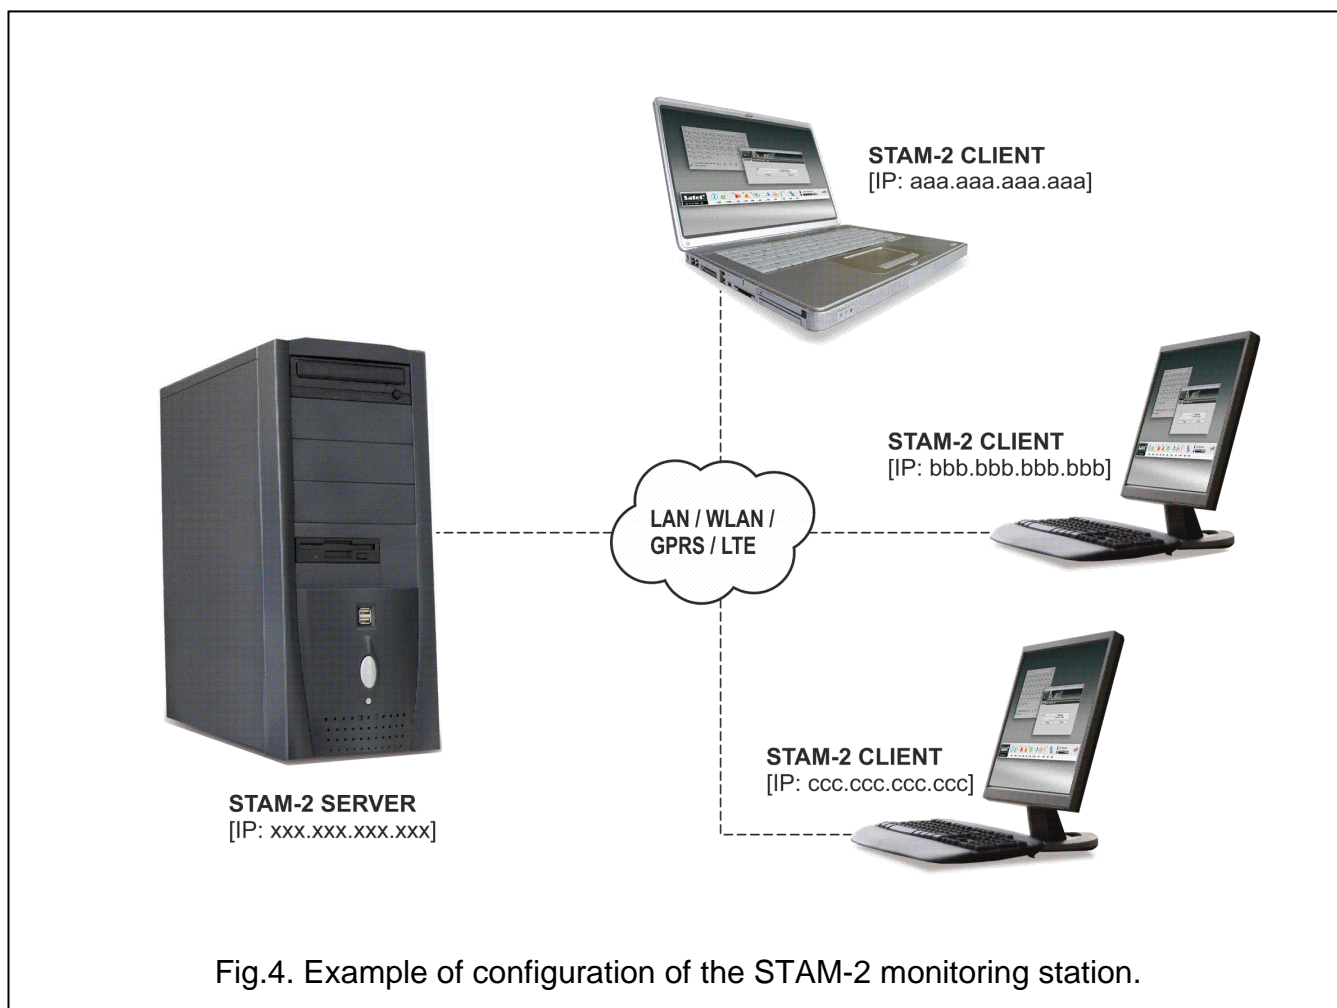 STAM-2 CLIENT
[IP: aaa.aaa.aaa.aaa]
Satel
STAM-2 CLIENT
[IP: bbb.bbb.bbb.bbb]
LAN / WLAN /
GPRS / LTE
STAM-2 CLIENT
[IP: ccc.ccc.ccc.ccc]
STAM-2 SERVER
[IP: xxx.xxx.xxx.xxx]
Fig.4. Example of configuration of the STAM-2 monitoring station.